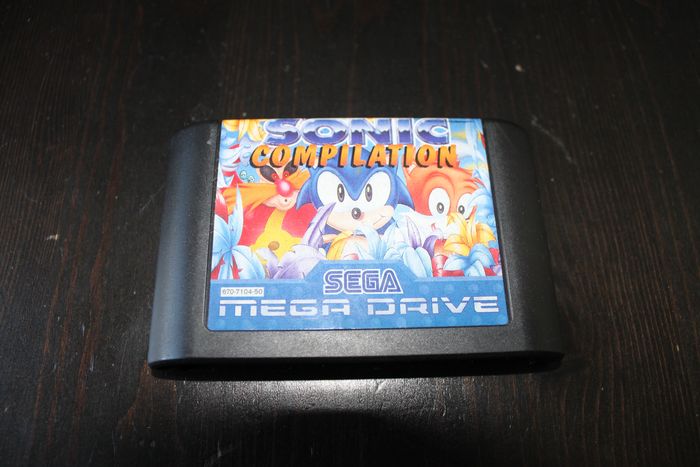 SONIC
COMPILATION
SEGA
670-7104-50
MEGA DRIVE